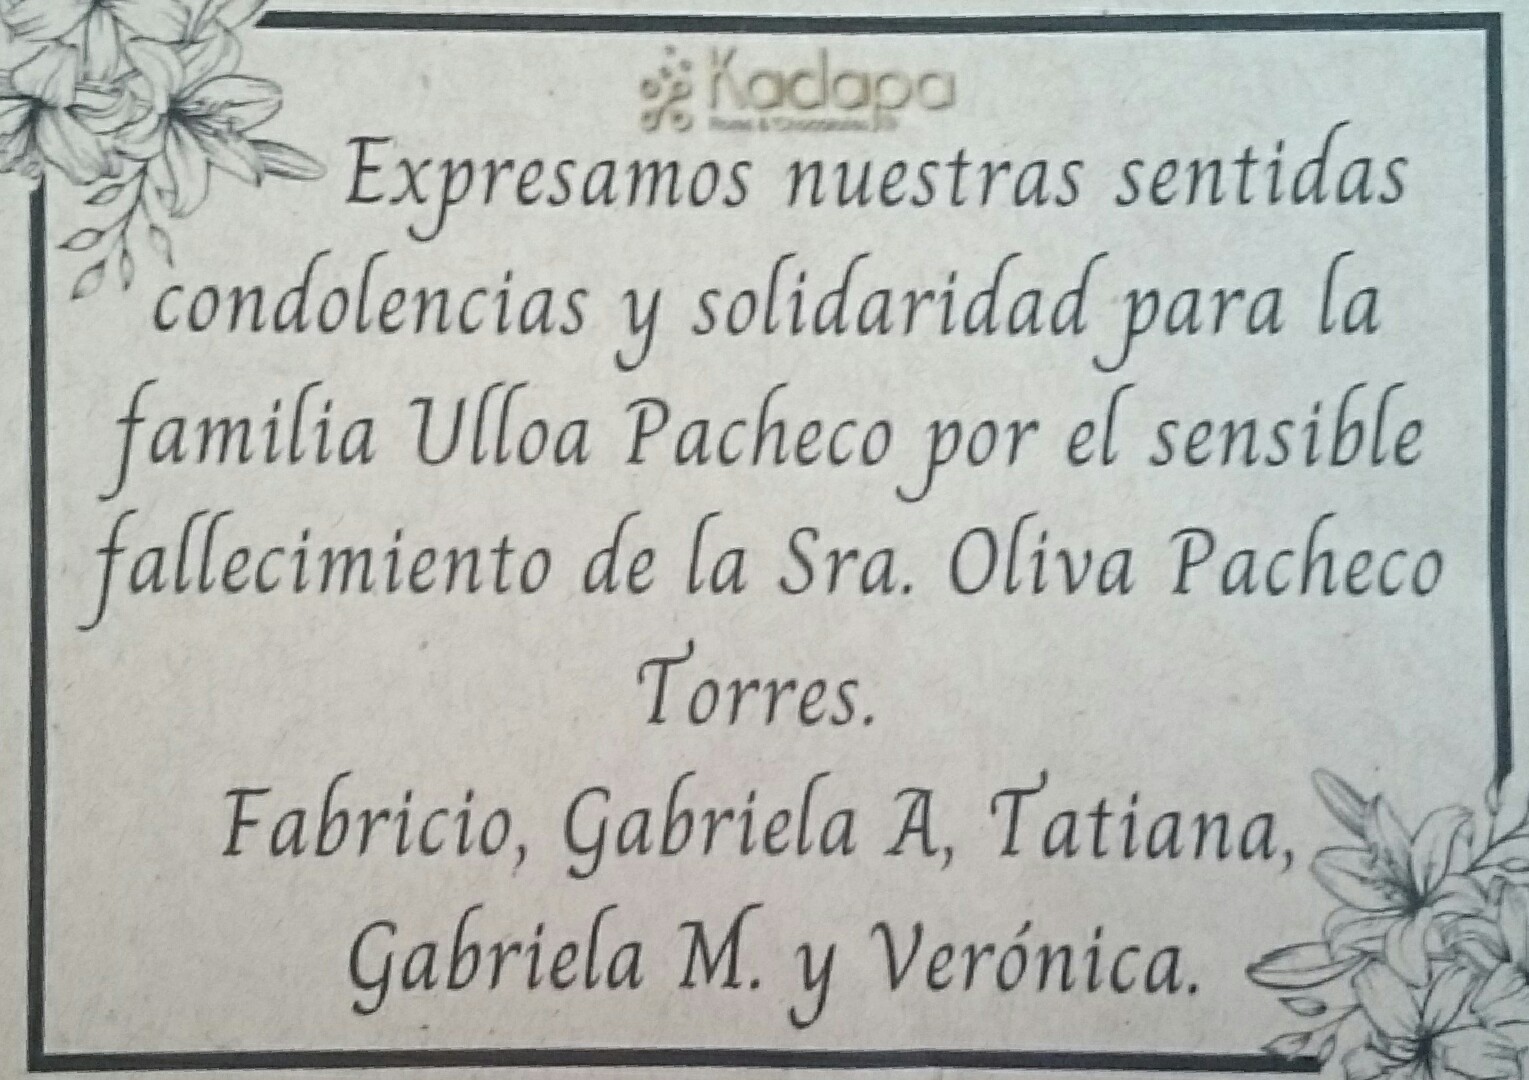 Kadapa
Expresamos nuestras sentidas
condolencias y solidaridad para la
familia Ulloa Pacheco por el sensible
fallecimiento de la Sra. Oliva Pacheco
Torres.
Fabricio, Gabriela A, Tatiana,
Gabriela M. y Verónica.